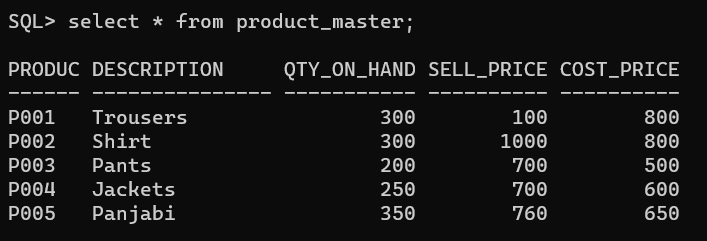 SQL> select * from product_master;
PRODUC DESCRIPTION     QTY_ON_HAND SELL_PRICE COST_PRICE
------ --------------- ----------- ---------- ----------
P001   Trousers                300        100        800
P002   Shirt                   300       1000        800
P003   Pants                   200        700        500
P004   Jackets                 250        700        600
P005   Panjabi                 350        760        650